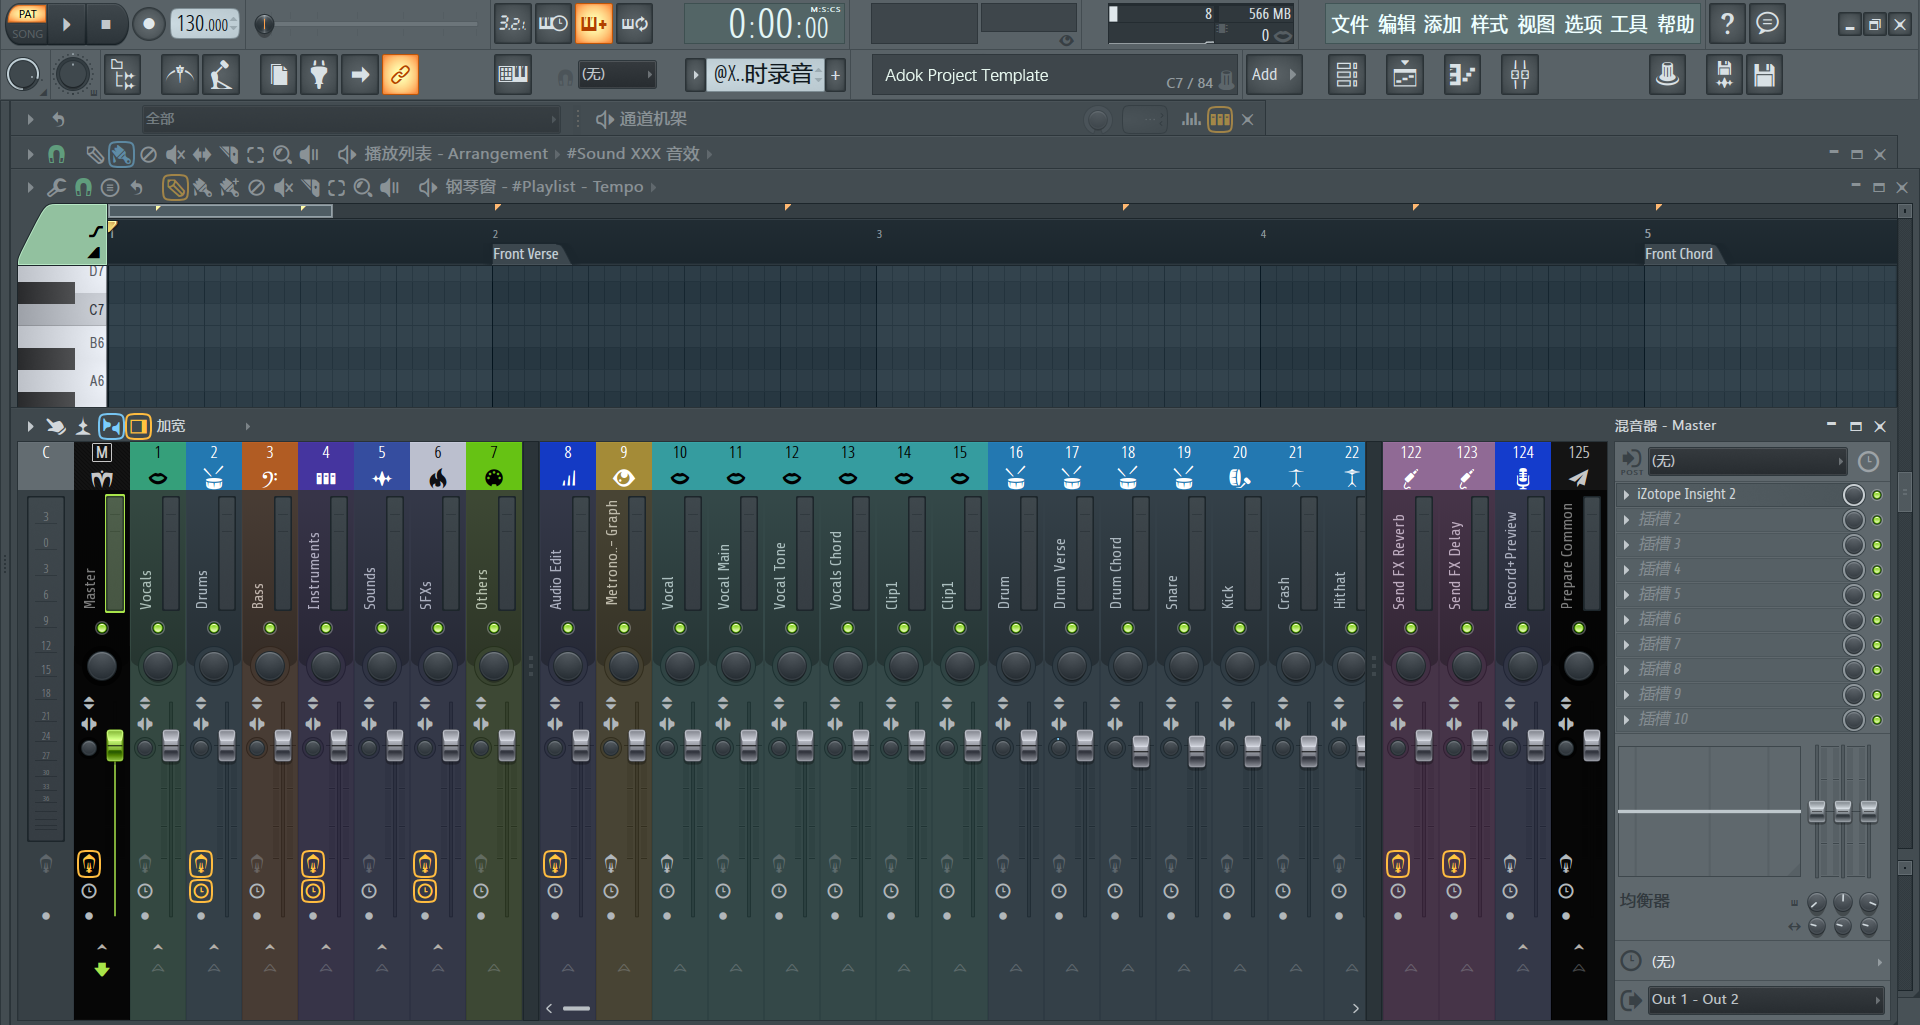 PAT
SONG
130.000
3.2.
M:S:CS
0:00:00
8
566 MB
0
文件 编辑 添加 样式 视图 选项 工具 帮助
?
(无)
@X..时录音
+
Adok Project Template
C7 / 84
Add
全部
通道机架
播放列表 - Arrangement
#Sound XXX 音效
钢琴窗 - #Playlist - Tempo
1
2
3
4
5
Front Verse
Front Chord
D7
C7
B6
A6
加宽
混音器 - Master
C
M
1
2
3
4
5
6
7
8
9
10
11
12
13
14
15
16
17
18
19
20
21
22
122
123
124
125
3
0
3
6
9
12
15
18
21
24
27
30
33
36
Master
Vocals
Drums
Bass
Instruments
Sounds
SFXs
Others
Audio Edit
Metrono..- Graph
Vocal
Vocal Main
Vocal Tone
Vocals Chord
Clip1
Clip1
Drum
Drum Verse
Drum Chord
Snare
Kick
Crash
Hithat
Send FX Reverb
Send FX Delay
Record+Preview
Prepare Common
POST
(无)
iZotope Insight 2
插槽 2
插槽 3
插槽 4
插槽 5
插槽 6
插槽 7
插槽 8
插槽 9
插槽 10
均衡器
(无)
Out 1 - Out 2